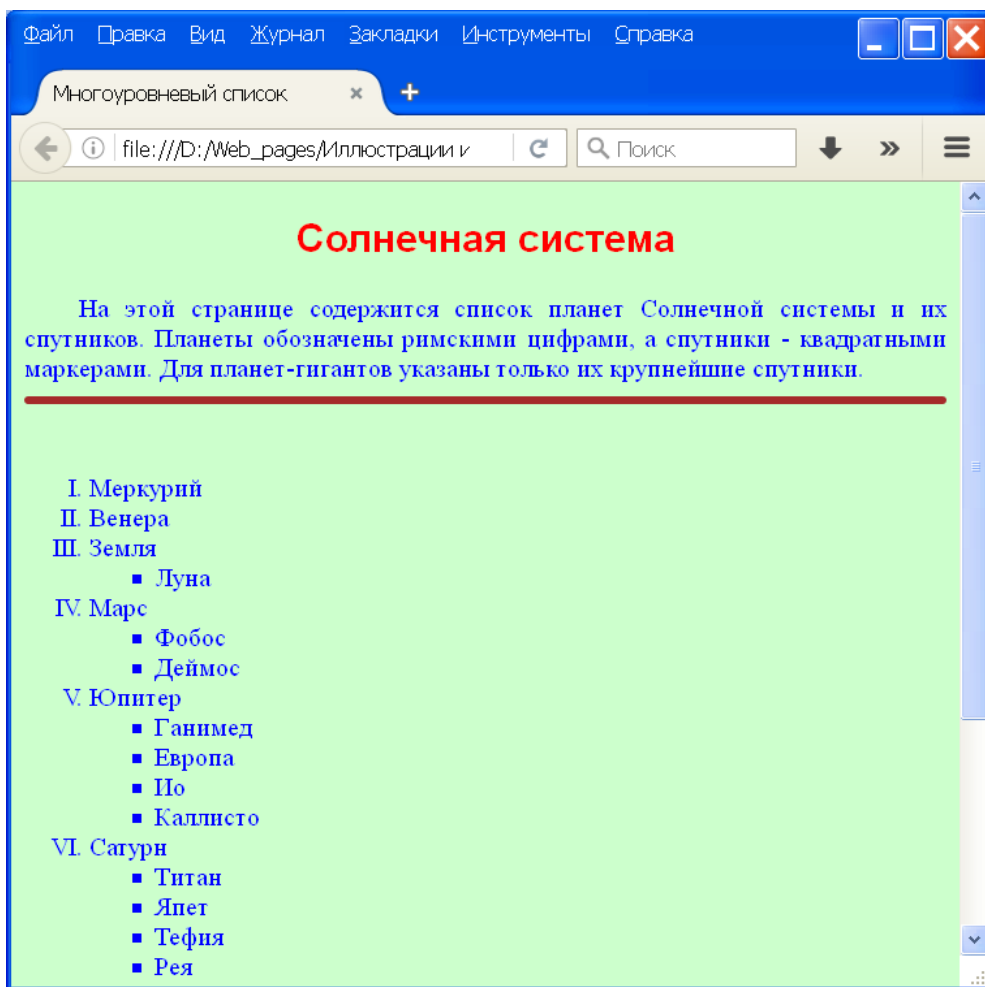 Файл Правка Вид Журнал Закладки Инструменты Справка
Многоуровневый список × +
file:///D:/Web_pages/Иллюстрации и Поиск
Солнечная система
На этой странице содержится список планет Солнечной системы и их
спутников. Планеты обозначены римскими цифрами, а спутники - квадратными
маркерами. Для планет-гигантов указаны только их крупнейшие спутники.
I. Меркурий
II. Венера
III. Земля
▪ Луна
IV. Марс
▪ Фобос
▪ Деймос
V. Юпитер
▪ Ганимед
▪ Европа
▪ Ио
▪ Каллисто
VI. Сатурн
▪ Титан
▪ Япет
▪ Тефия
▪ Рея